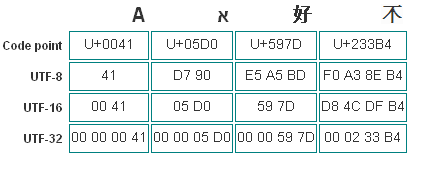 A א 好 𣎴
Code point U+0041 U+05D0 U+597D U+233B4
UTF-8 41 D7 90 E5 A5 BD F0 A3 8E B4
UTF-16 00 41 05 D0 59 7D D8 4C DF B4
UTF-32 00 00 00 41 00 00 05 D0 00 00 59 7D 00 02 33 B4